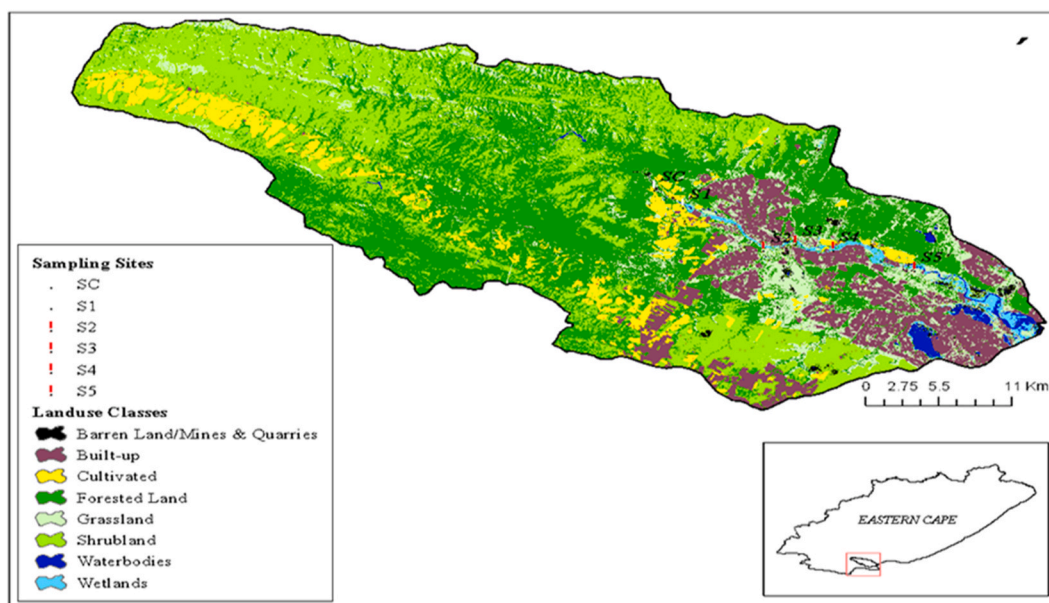 SC
S1
S2
S3
S4
S5
Sampling Sites
SC
S1
S2
S3
S4
S5
Landuse Classes
Barren Land/Mines & Quarries
Built-up
Cultivated
Forested Land
Grassland
Shrubland
Waterbodies
Wetlands
0 2.75 5.5 11 Km
EASTERN CAPE